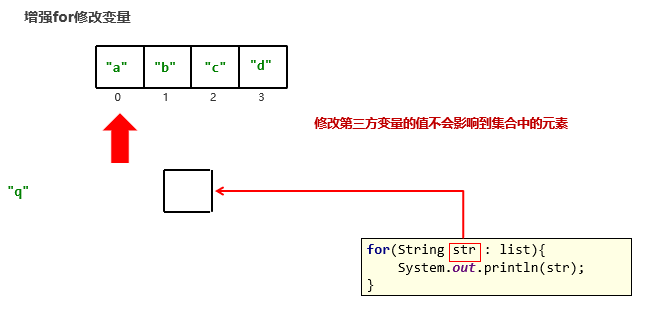 增强for修改变量
"a" "b" "c" "d"
0 1 2 3
修改第三方变量的值不会影响到集合中的元素
"q"
for(String str : list){
    System.out.println(str);
}